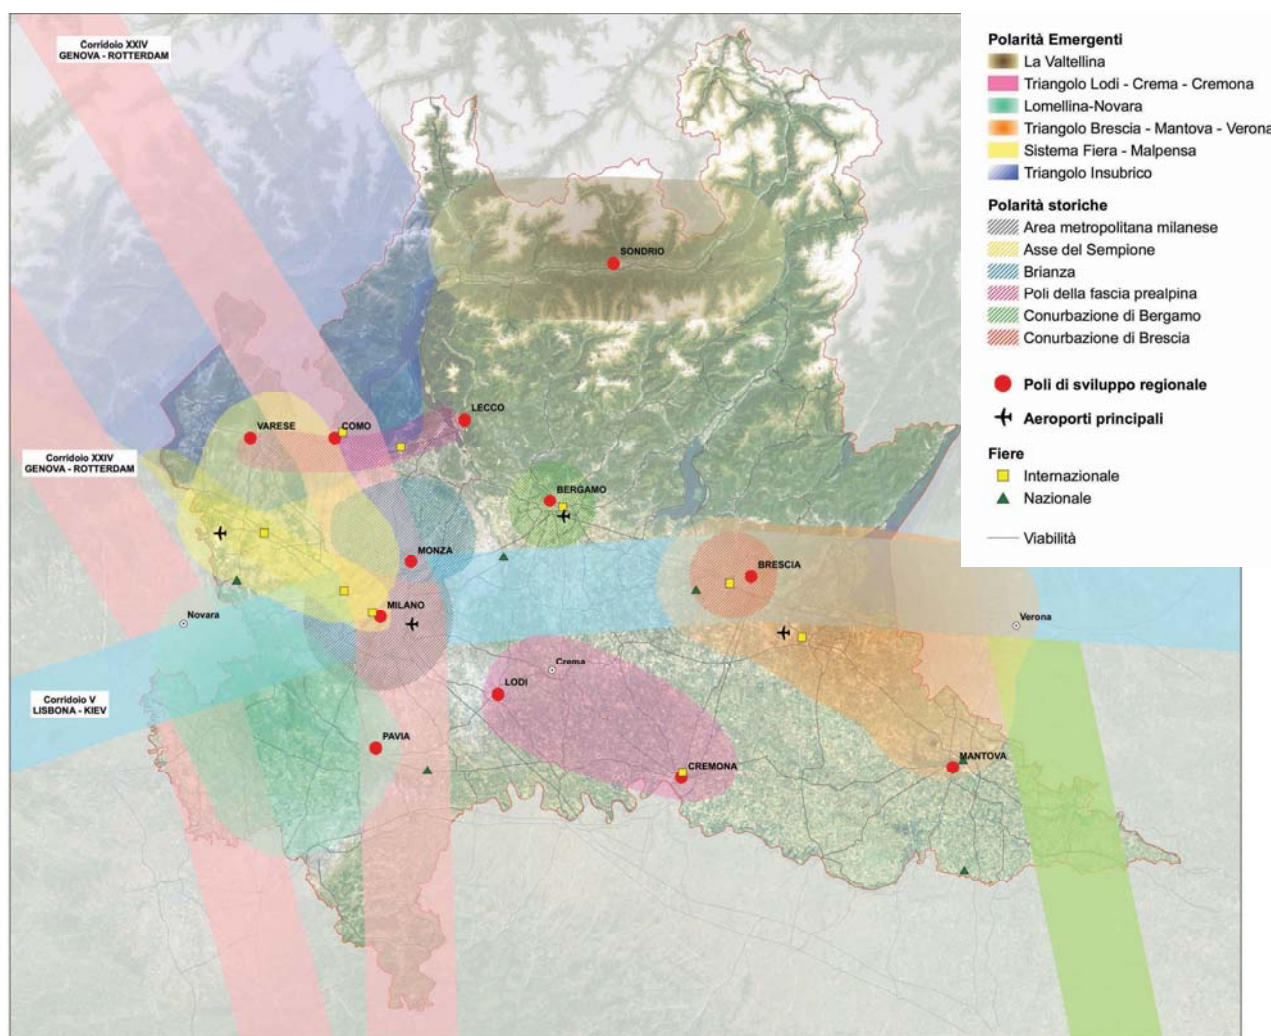 Corridoio XXIV
GENOVA - ROTTERDAM
Polarità Emergenti
La Valtellina
Triangolo Lodi - Crema - Cremona
Lomellina-Novara
Triangolo Brescia - Mantova - Verona
Sistema Fiera - Malpensa
Triangolo Insubrico
Polarità storiche
Area metropolitana milanese
Asse del Sempione
Brianza
Poli della fascia prealpina
Conurbazione di Bergamo
Conurbazione di Brescia
Poli di sviluppo regionale
Aeroporti principali
Fiere
Internazionale
Nazionale
Viabilità
SONDRIO
LECCO
VARESE
COMO
Corridoio XXIV
GENOVA - ROTTERDAM
BERGAMO
MONZA
BRESCIA
MILANO
Novara
Verona
Crema
LODI
Corridoio V
LISBONA - KIEV
PAVIA
CREMONA
MANTOVA